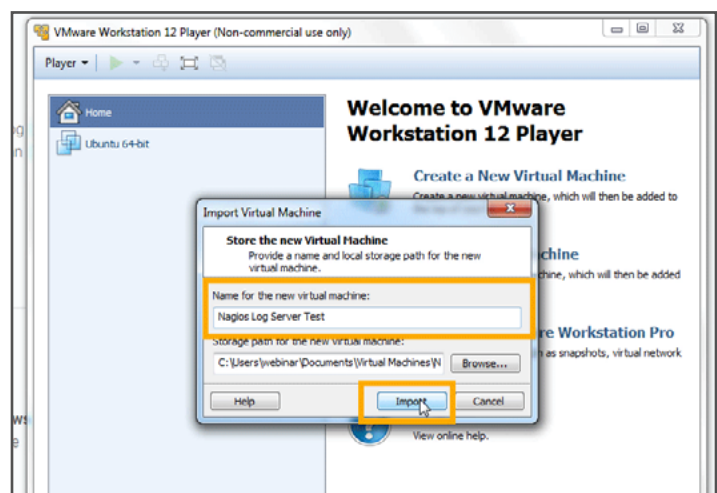 VMware Workstation 12 Player (Non-commercial use only)
Player
Home
Ubuntu 64-bit
Welcome to VMware
Workstation 12 Player
Create a New Virtual Machine
Create a new virtual machine, which will then be added to
chine
chine, which will then be added
re Workstation Pro
as snapshots, virtual network
View online help.
Import Virtual Machine
Store the new Virtual Machine
Provide a name and local storage path for the new
virtual machine.
Name for the new virtual machine:
Nagios Log Server Test
Storage path for the new virtual machine:
C:\Users\webinar\Documents\Virtual Machines\N
Browse...
Help
Import
Cancel